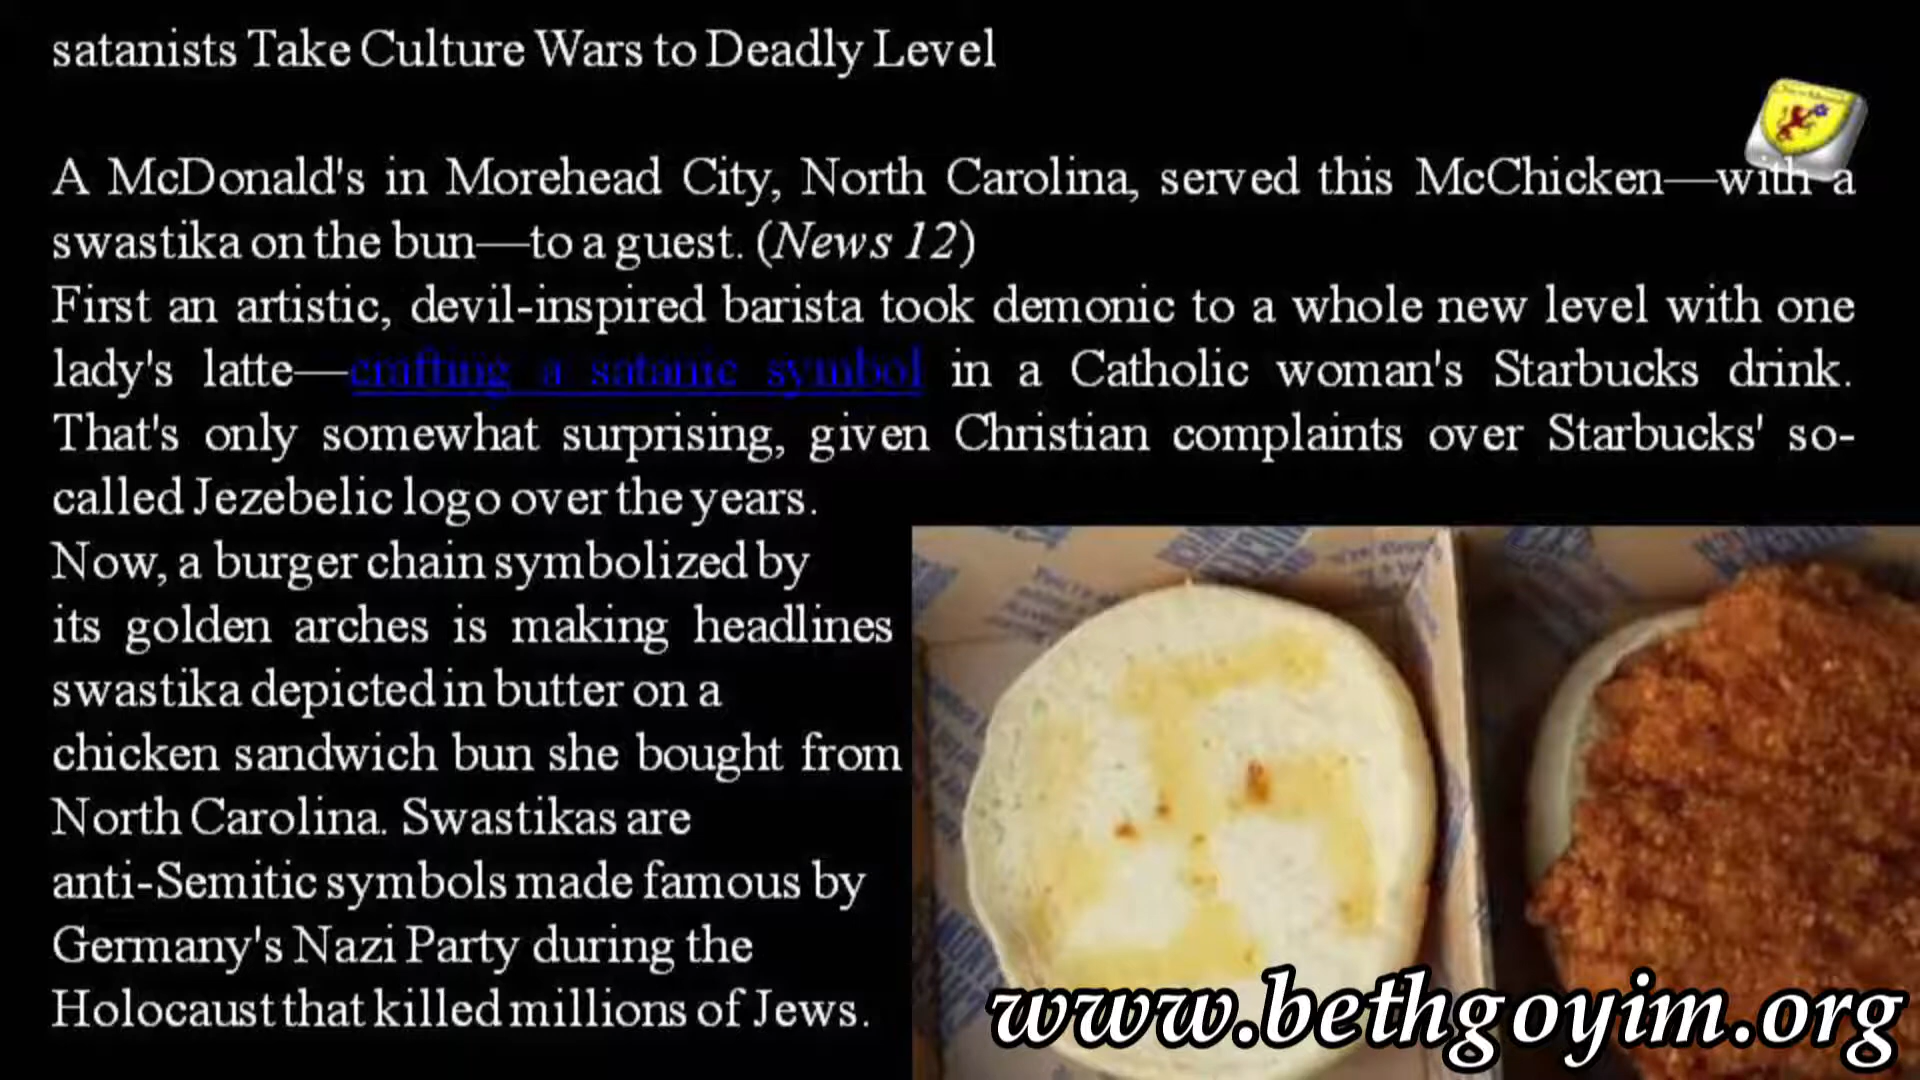 satanists Take Culture Wars to Deadly Level
A McDonald's in Morehead City, North Carolina, served this McChicken—with a
swastika on the bun—to a guest. (News 12)
First an artistic, devil-inspired barista took demonic to a whole new level with one
lady's latte—crafting a satanic symbol in a Catholic woman's Starbucks drink.
That's only somewhat surprising, given Christian complaints over Starbucks' so-
called Jezebelic logo over the years.
Now, a burger chain symbolized by
its golden arches is making headlines
swastika depicted in butter on a
chicken sandwich bun she bought from
North Carolina. Swastikas are
anti-Semitic symbols made famous by
Germany's Nazi Party during the
Holocaust that killed millions of Jews.
www.bethgoyim.org